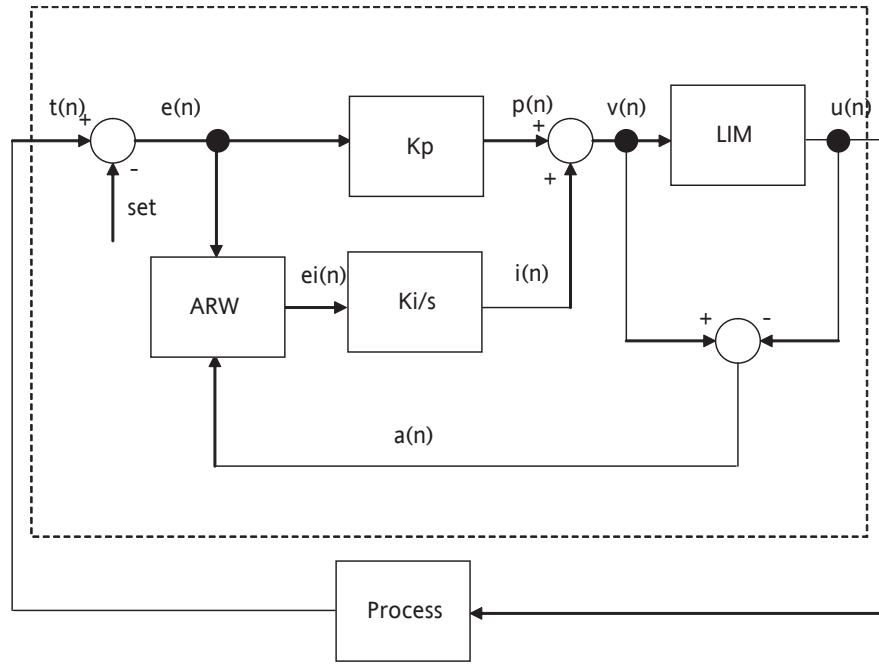 t(n)
+
e(n)
-
set
Kp
p(n)
+
+
v(n)
LIM
u(n)
ARW
ei(n)
Ki/s
i(n)
+
-
a(n)
Process